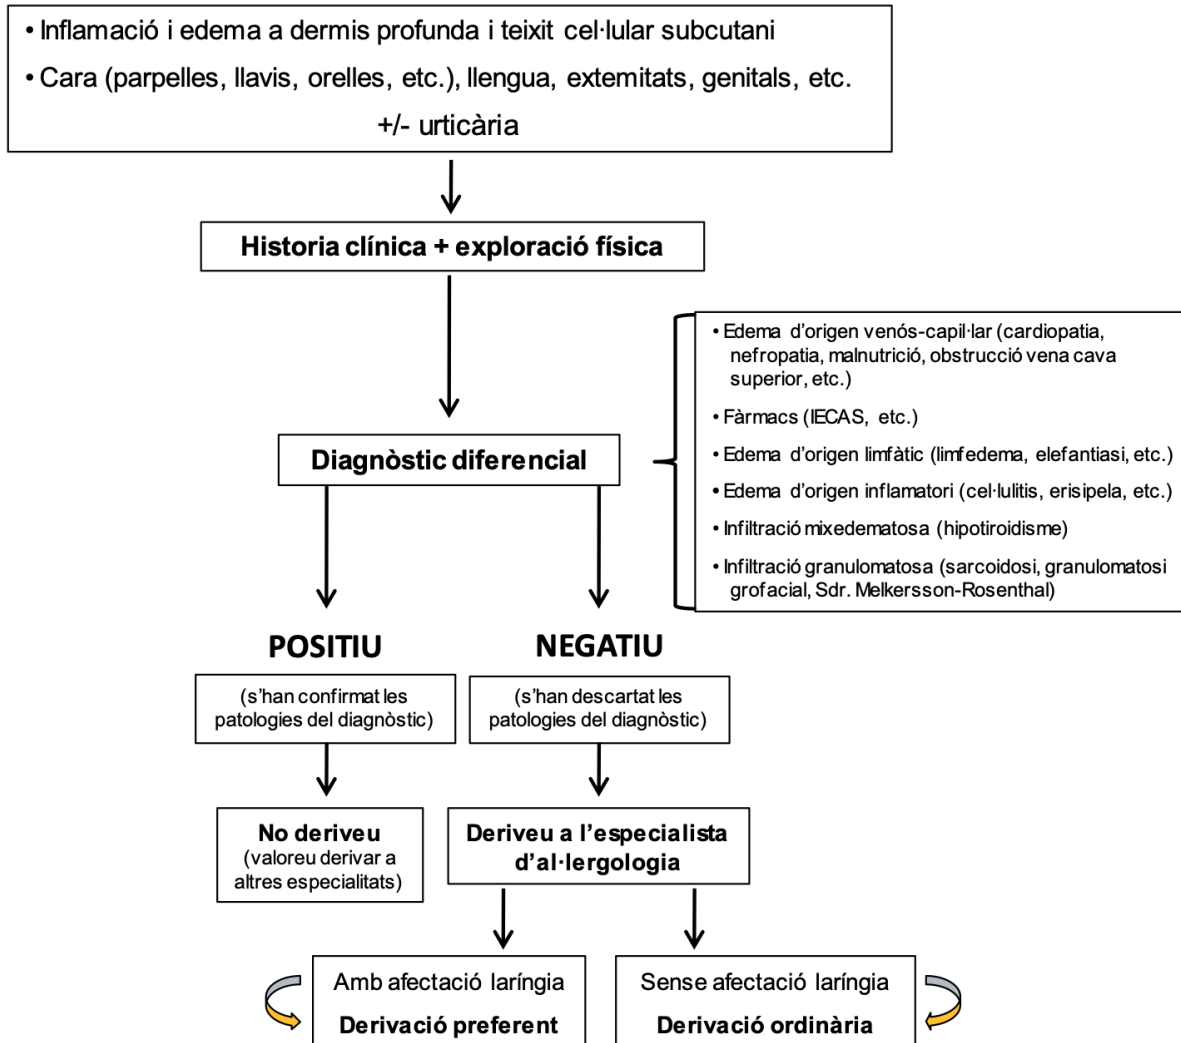 • Inflamació i edema a dermis profunda i teixit cel·lular subcutani
• Cara (parpelles, llavis, orelles, etc.), llengua, extemitats, genitals, etc.
+/- urticària
Historia clínica + exploració física
Diagnòstic diferencial
• Edema d'origen venós-capil·lar (cardiopatia,
nefropatia, malnutrició, obstrucció vena cava
superior, etc.)
• Fàrmacs (IECAS, etc.)
• Edema d'origen limfàtic (limfedema, elefantiasi, etc.)
• Edema d'origen inflamatori (cel·lulitis, erisipela, etc.)
• Infiltració mixedematosa (hipotiroidisme)
• Infiltració granulomatosa (sarcoidosi, granulomatosi
grofacial, Sdr. Melkersson-Rosenthal)
POSITIU
(s'han confirmat les
patologies del diagnòstic)
NEGATIU
(s'han descartat les
patologies del diagnòstic)
No deriveu
(valoreu derivar a
altres especialitats)
Deriveu a l'especialista
d'al·lergologia
Amb afectació laríngia
Derivació preferent
Sense afectació laríngia
Derivació ordinària